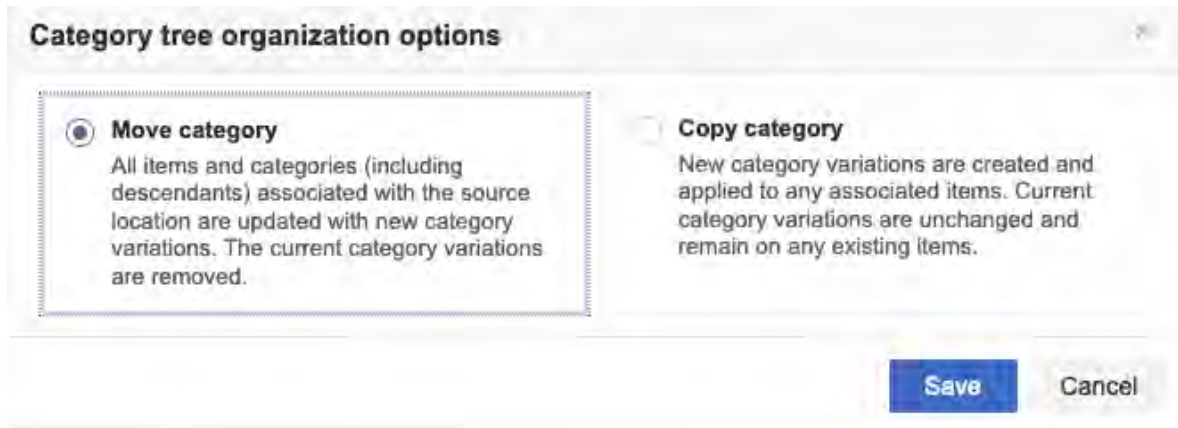 Category tree organization options
Move category
All items and categories (including
descendants) associated with the source
location are updated with new category
variations. The current category variations
are removed.
Copy category
New category variations are created and
applied to any associated items. Current
category variations are unchanged and
remain on any existing items.
Save
Cancel